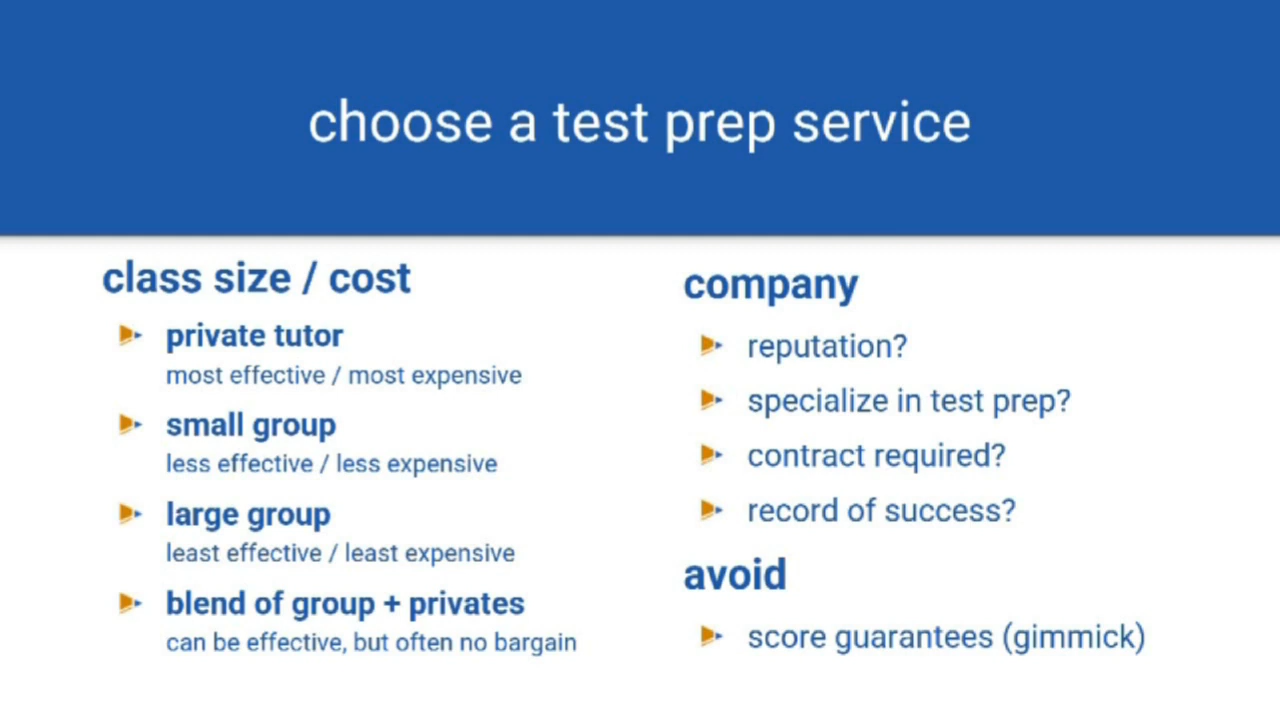 choose a test prep service
class size / cost
private tutor
most effective / most expensive
small group
less effective / less expensive
large group
least effective / least expensive
blend of group + privates
can be effective, but often no bargain
company
reputation?
specialize in test prep?
contract required?
record of success?
avoid
score guarantees (gimmick)